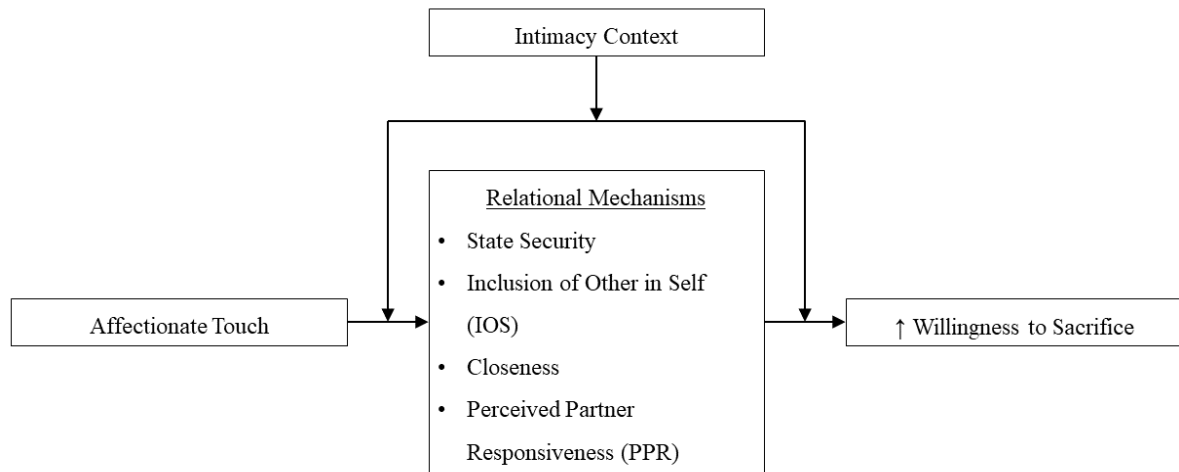 Intimacy Context
Relational Mechanisms
• State Security
• Inclusion of Other in Self
(IOS)
• Closeness
• Perceived Partner
Responsiveness (PPR)
Affectionate Touch
↑ Willingness to Sacrifice